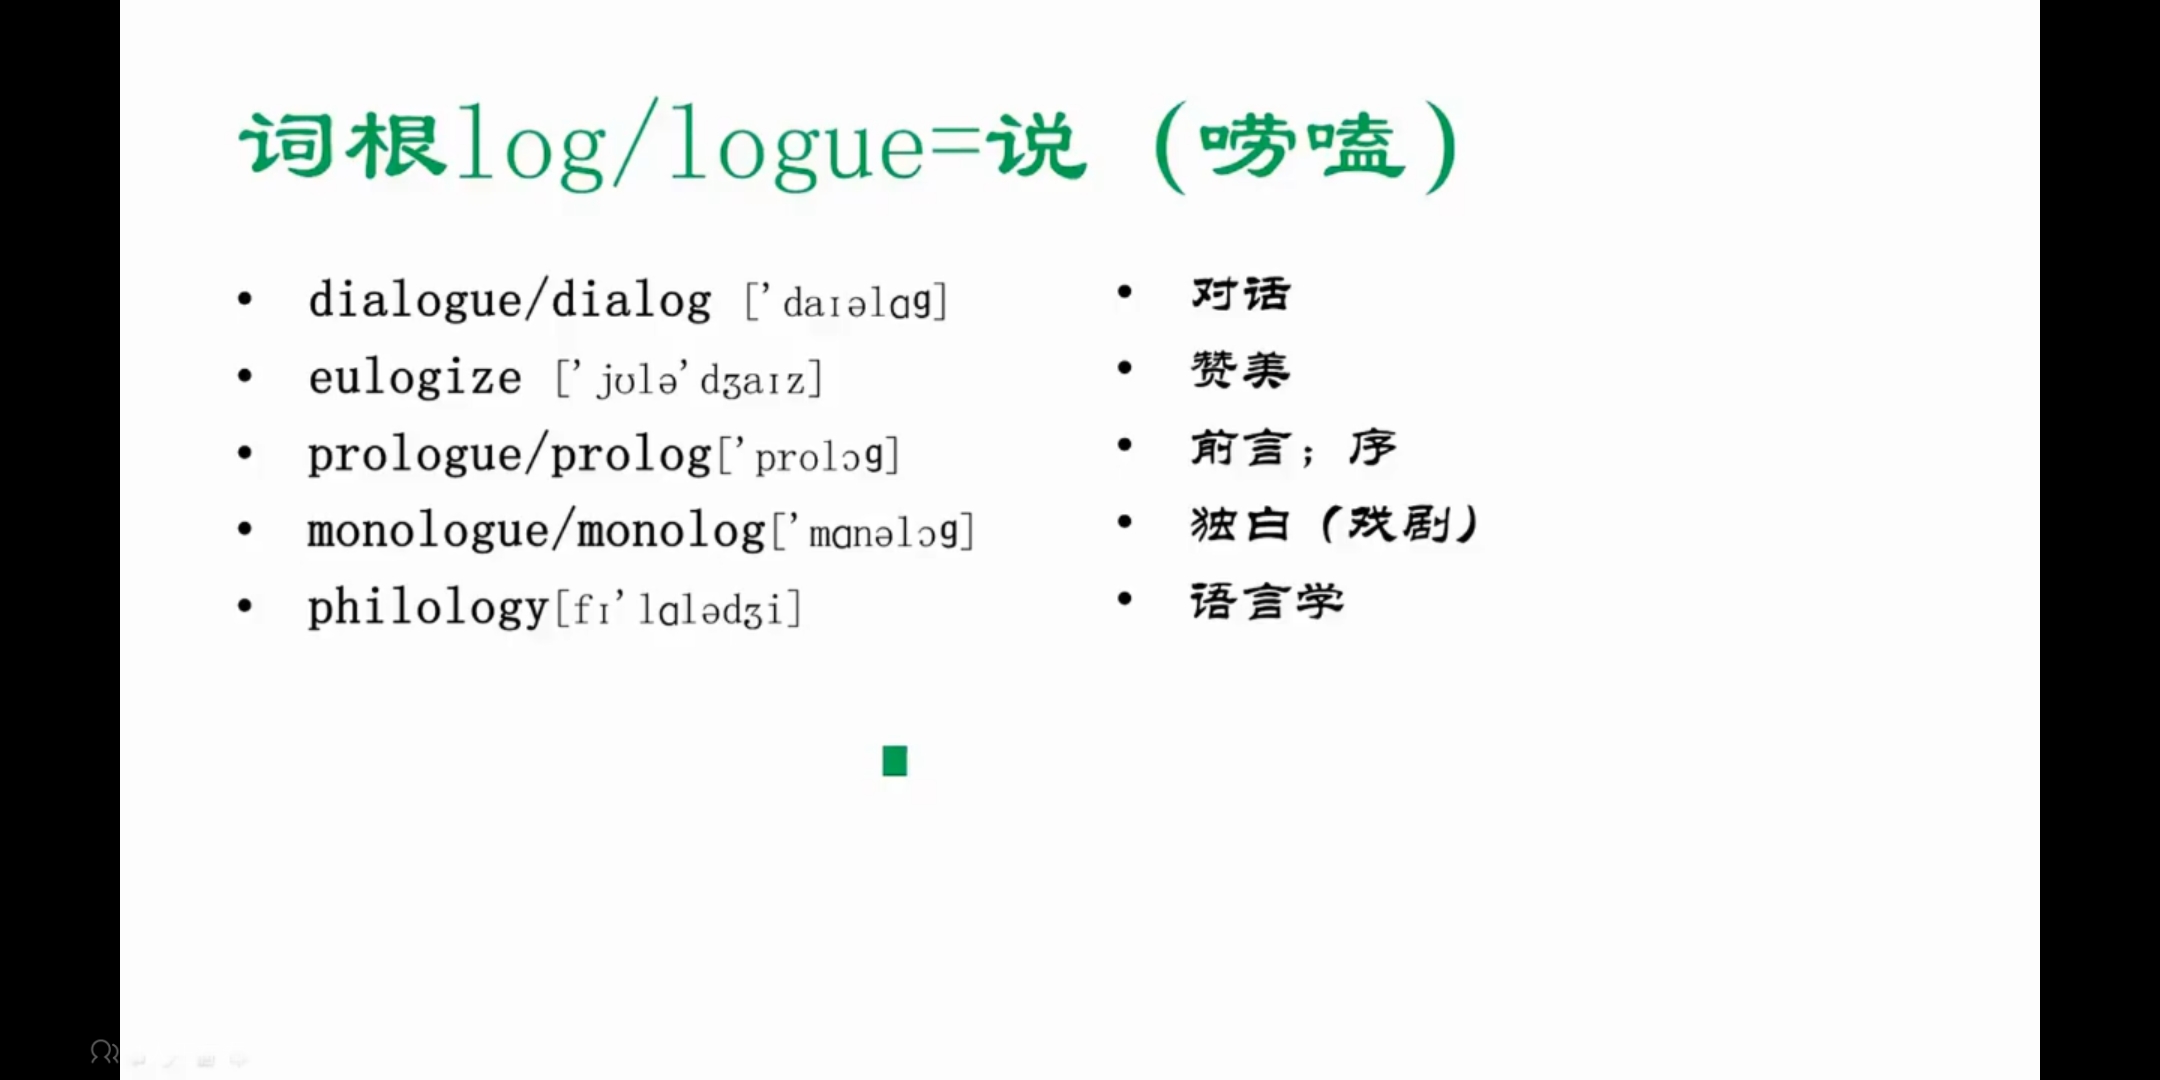 词根log/logue=说（唠嗑）
• dialogue/dialog ['daɪəlɑg]
• eulogize ['jʊlə'dʒaɪz]
• prologue/prolog['prolɔg]
• monologue/monolog['mɑnəlɔg]
• philology[fɪ'lɑlədʒi]
• 对话
• 赞美
• 前言；序
• 独白（戏剧）
• 语言学